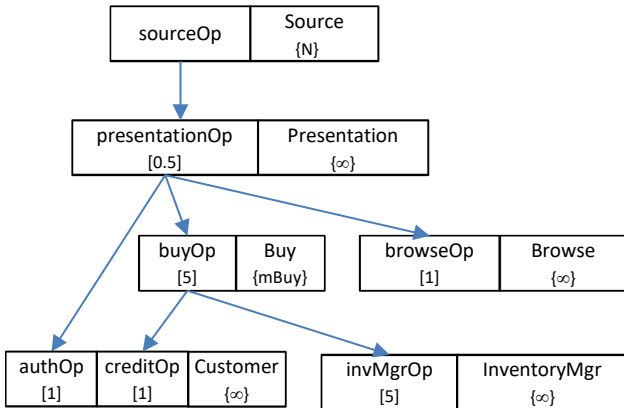 sourceOp Source
{N}
presentationOp Presentation
[0.5] {∞}
buyOp Buy browseOp Browse
[5] {mBuy} [1] {∞}
authOp creditOp Customer invMgrOp InventoryMgr
[1] [1] {∞} [5] {∞}